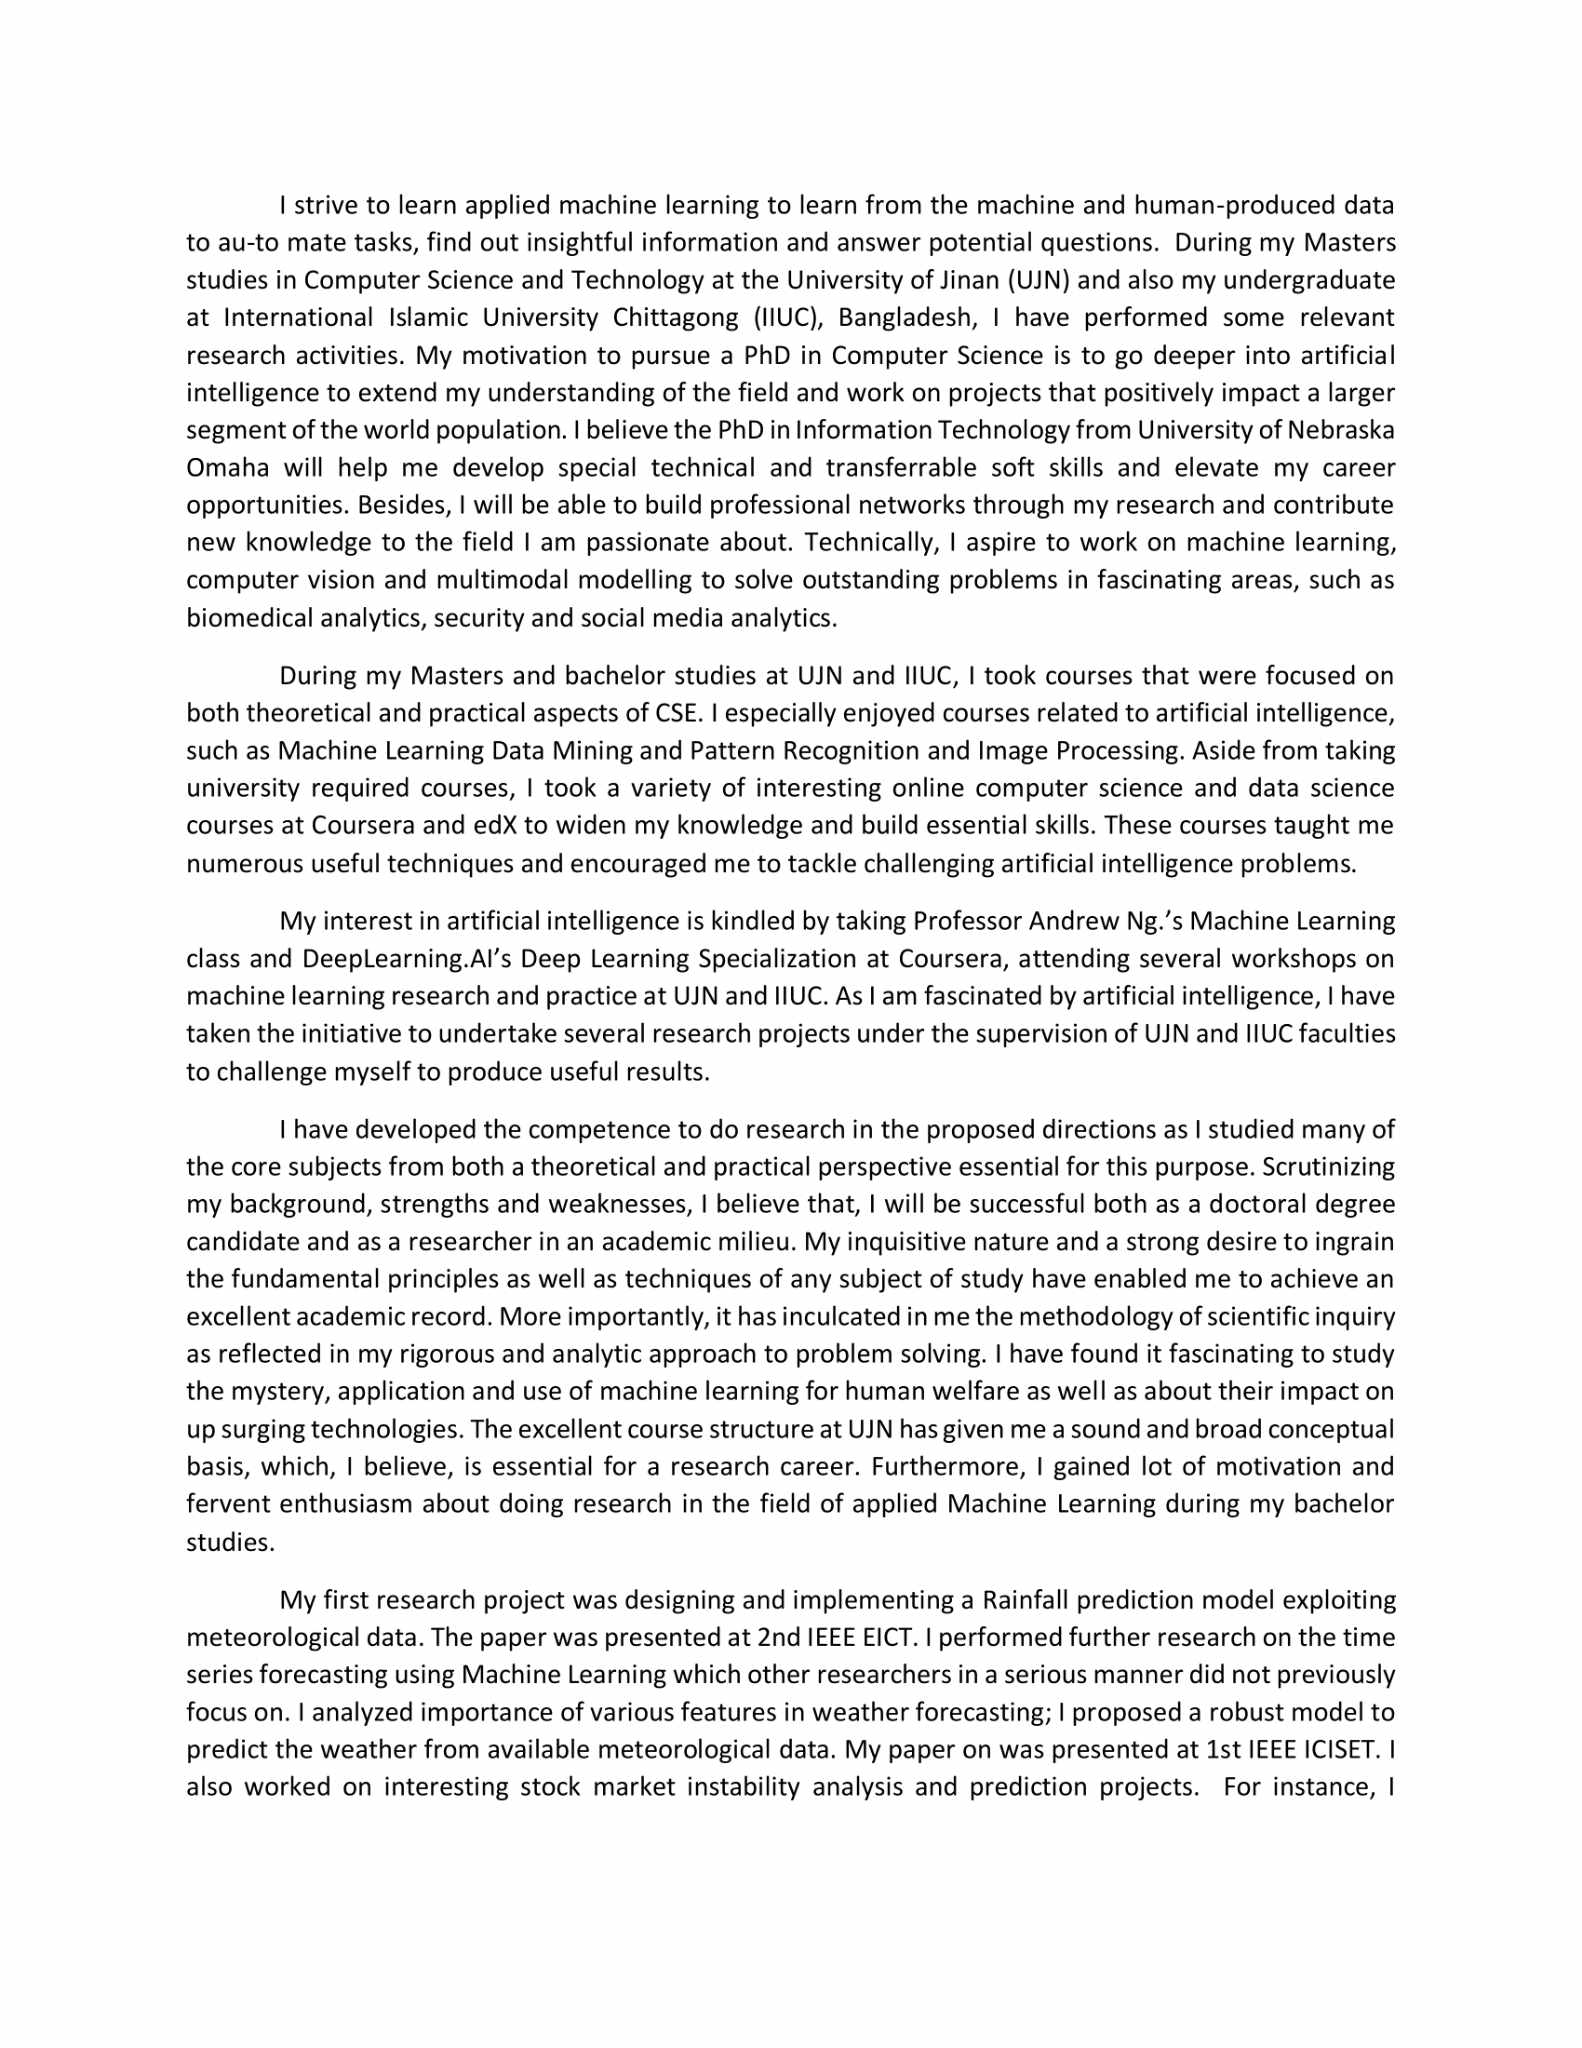 I strive to learn applied machine learning to learn from the machine and human-produced data
to au-to mate tasks, find out insightful information and answer potential questions.  During my Masters
studies in Computer Science and Technology at the University of Jinan (UJN) and also my undergraduate
at International Islamic University Chittagong (IIUC), Bangladesh, I have performed some relevant
research activities. My motivation to pursue a PhD in Computer Science is to go deeper into artificial
intelligence to extend my understanding of the field and work on projects that positively impact a larger
segment of the world population. I believe the PhD in Information Technology from University of Nebraska
Omaha will help me develop special technical and transferrable soft skills and elevate my career
opportunities. Besides, I will be able to build professional networks through my research and contribute
new knowledge to the field I am passionate about. Technically, I aspire to work on machine learning,
computer vision and multimodal modelling to solve outstanding problems in fascinating areas, such as
biomedical analytics, security and social media analytics.
During my Masters and bachelor studies at UJN and IIUC, I took courses that were focused on
both theoretical and practical aspects of CSE. I especially enjoyed courses related to artificial intelligence,
such as Machine Learning Data Mining and Pattern Recognition and Image Processing. Aside from taking
university required courses, I took a variety of interesting online computer science and data science
courses at Coursera and edX to widen my knowledge and build essential skills. These courses taught me
numerous useful techniques and encouraged me to tackle challenging artificial intelligence problems.
My interest in artificial intelligence is kindled by taking Professor Andrew Ng.’s Machine Learning
class and DeepLearning.AI’s Deep Learning Specialization at Coursera, attending several workshops on
machine learning research and practice at UJN and IIUC. As I am fascinated by artificial intelligence, I have
taken the initiative to undertake several research projects under the supervision of UJN and IIUC faculties
to challenge myself to produce useful results.
I have developed the competence to do research in the proposed directions as I studied many of
the core subjects from both a theoretical and practical perspective essential for this purpose. Scrutinizing
my background, strengths and weaknesses, I believe that, I will be successful both as a doctoral degree
candidate and as a researcher in an academic milieu. My inquisitive nature and a strong desire to ingrain
the fundamental principles as well as techniques of any subject of study have enabled me to achieve an
excellent academic record. More importantly, it has inculcated in me the methodology of scientific inquiry
as reflected in my rigorous and analytic approach to problem solving. I have found it fascinating to study
the mystery, application and use of machine learning for human welfare as well as about their impact on
up surging technologies. The excellent course structure at UJN has given me a sound and broad conceptual
basis, which, I believe, is essential for a research career. Furthermore, I gained lot of motivation and
fervent enthusiasm about doing research in the field of applied Machine Learning during my bachelor
studies.
My first research project was designing and implementing a Rainfall prediction model exploiting
meteorological data. The paper was presented at 2nd IEEE EICT. I performed further research on the time
series forecasting using Machine Learning which other researchers in a serious manner did not previously
focus on. I analyzed importance of various features in weather forecasting; I proposed a robust model to
predict the weather from available meteorological data. My paper on was presented at 1st IEEE ICISET. I
also worked on interesting stock market instability analysis and prediction projects.  For instance, I